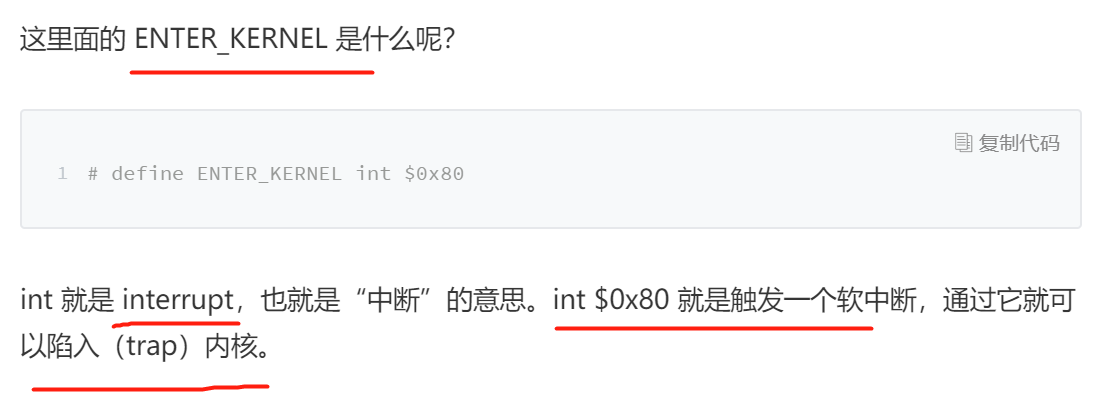 这里面的 ENTER_KERNEL 是什么呢？
复制代码
1 # define ENTER_KERNEL int $0x80
int 就是 interrupt，也就是“中断”的意思。int $0x80 就是触发一个软中断，通过它就可
以陷入（trap）内核。